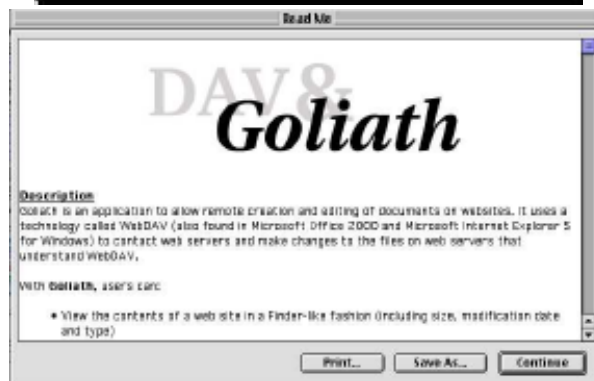 Read Me
DAV&
Goliath
Description
Goliath is an application to allow remote creation and editing of documents on websites. It uses a
technology called WebDAV (also found in Microsoft Office 2000 and Microsoft Internet Explorer 5
for Windows) to contact web servers and make changes to the files on web servers that
understand WebDAV.
With Goliath, users can:
• View the contents of a web site in a Finder-like fashion (including size, modification date
and type)
Print... Save As... Continue